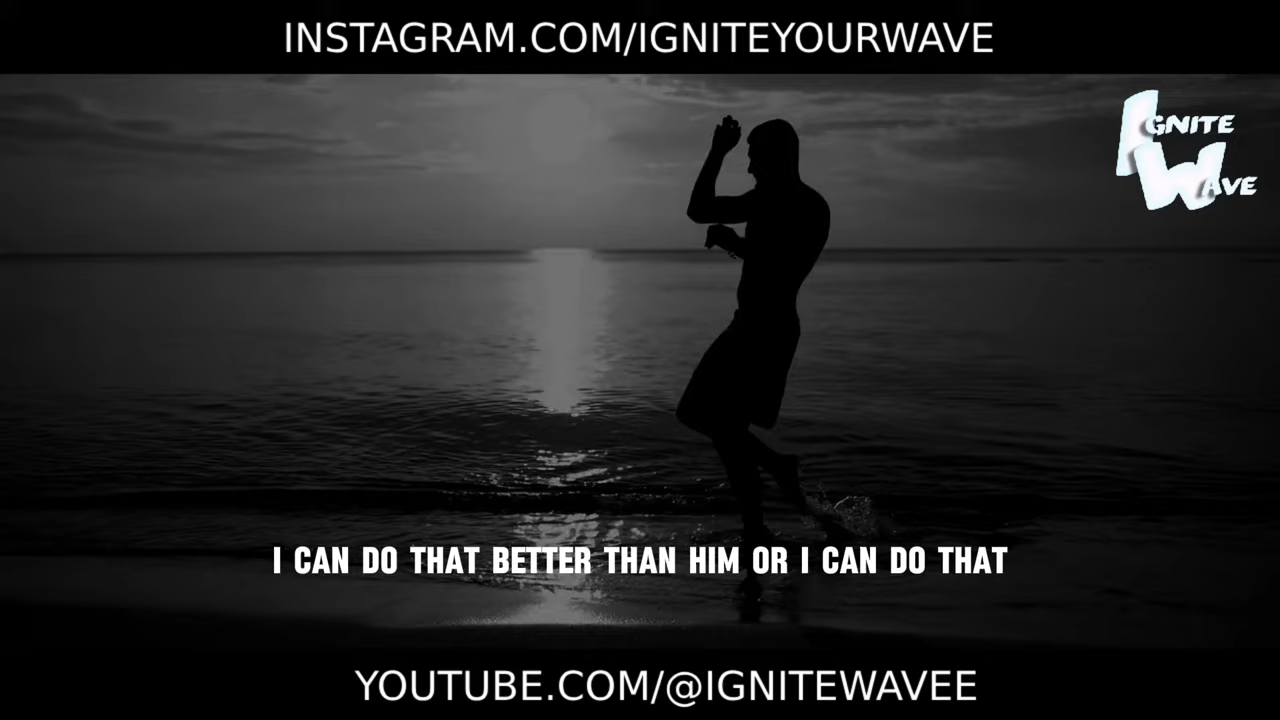 INSTAGRAM.COM/IGNITEYOURWAVE
IGNITE
WAVE
I CAN DO THAT BETTER THAN HIM OR I CAN DO THAT
YOUTUBE.COM/@IGNITEWAVEE